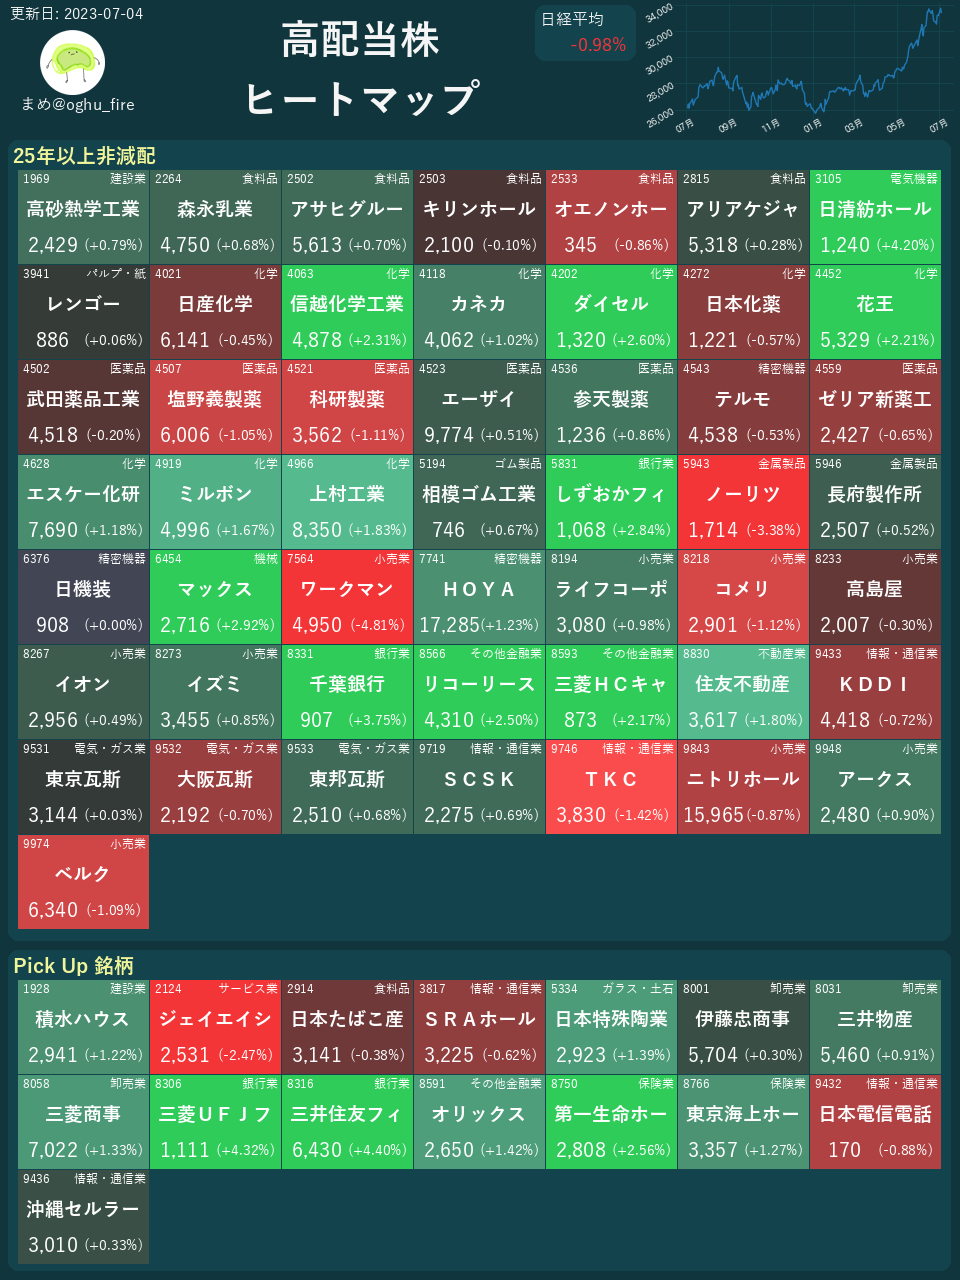 更新日: 2023-07-04
まめ@oghu_fire
高配当株
ヒートマップ
日経平均
-0.98%
34,000
32,000
30,000
28,000
26,000
07月 09月 11月 01月 03月 05月 07月
25年以上非減配
1969 建設業 2264 食料品 2502 食料品 2503 食料品 2533 食料品 2815 食料品 3105 電気機器
高砂熱学工業 森永乳業 アサヒグルー キリンホール オエノンホー アリアケジャ 日清紡ホール
2,429 (+0.79%) 4,750 (+0.68%) 5,613 (+0.70%) 2,100 (-0.10%) 345 (-0.86%) 5,318 (+0.28%) 1,240 (+4.20%)
3941 パルプ・紙 4021 化学 4063 化学 4118 化学 4202 化学 4272 化学 4452 化学
レンゴー 日産化学 信越化学工業 カネカ ダイセル 日本化薬 花王
886 (+0.06%) 6,141 (-0.45%) 4,878 (+2.31%) 4,062 (+1.02%) 1,320 (+2.60%) 1,221 (-0.57%) 5,329 (+2.21%)
4502 医薬品 4507 医薬品 4521 医薬品 4523 医薬品 4536 医薬品 4543 精密機器 4559 医薬品
武田薬品工業 塩野義製薬 科研製薬 エーザイ 参天製薬 テルモ ゼリア新薬工
4,518 (-0.20%) 6,006 (-1.05%) 3,562 (-1.11%) 9,774 (+0.51%) 1,236 (+0.86%) 4,538 (-0.53%) 2,427 (-0.65%)
4628 化学 4919 化学 4966 化学 5194 ゴム製品 5831 銀行業 5943 金属製品 5946 金属製品
エスケー化研 ミルボン 上村工業 相模ゴム工業 しずおかフィ ノーリツ 長府製作所
7,690 (+1.18%) 4,996 (+1.67%) 8,350 (+1.83%) 746 (+0.67%) 1,068 (+2.84%) 1,714 (-3.38%) 2,507 (+0.52%)
6376 精密機器 6454 機械 7564 小売業 7741 精密機器 8194 小売業 8218 小売業 8233 小売業
日機装 マックス ワークマン ＨＯＹＡ ライフコーポ コメリ 高島屋
908 (+0.00%) 2,716 (+2.92%) 4,950 (-4.81%) 17,285(+1.23%) 3,080 (+0.98%) 2,901 (-1.12%) 2,007 (-0.30%)
8267 小売業 8273 小売業 8331 銀行業 8566 その他金融業 8593 その他金融業 8830 不動産業 9433 情報・通信業
イオン イズミ 千葉銀行 リコーリース 三菱ＨＣキャ 住友不動産 ＫＤＤＩ
2,956 (+0.49%) 3,455 (+0.85%) 907 (+3.75%) 4,310 (+2.50%) 873 (+2.17%) 3,617 (+1.80%) 4,418 (-0.72%)
9531 電気・ガス業 9532 電気・ガス業 9533 電気・ガス業 9719 情報・通信業 9746 情報・通信業 9843 小売業 9948 小売業
東京瓦斯 大阪瓦斯 東邦瓦斯 ＳＣＳＫ ＴＫＣ ニトリホール アークス
3,144 (+0.03%) 2,192 (-0.70%) 2,510 (+0.68%) 2,275 (+0.69%) 3,830 (-1.42%) 15,965(-0.87%) 2,480 (+0.90%)
9974 小売業
ベルク
6,340 (-1.09%)
Pick Up 銘柄
1928 建設業 2124 サービス業 2914 食料品 3817 情報・通信業 5334 ガラス・土石 8001 卸売業 8031 卸売業
積水ハウス ジェイエイシ 日本たばこ産 ＳＲＡホール 日本特殊陶業 伊藤忠商事 三井物産
2,941 (+1.22%) 2,531 (-2.47%) 3,141 (-0.38%) 3,225 (-0.62%) 2,923 (+1.39%) 5,704 (+0.30%) 5,460 (+0.91%)
8058 卸売業 8306 銀行業 8316 銀行業 8591 その他金融業 8750 保険業 8766 保険業 9432 情報・通信業
三菱商事 三菱ＵＦＪフ 三井住友フィ オリックス 第一生命ホー 東京海上ホー 日本電信電話
7,022 (+1.33%) 1,111 (+4.32%) 6,430 (+4.40%) 2,650 (+1.42%) 2,808 (+2.56%) 3,357 (+1.27%) 170 (-0.88%)
9436 情報・通信業
沖縄セルラー
3,010 (+0.33%)